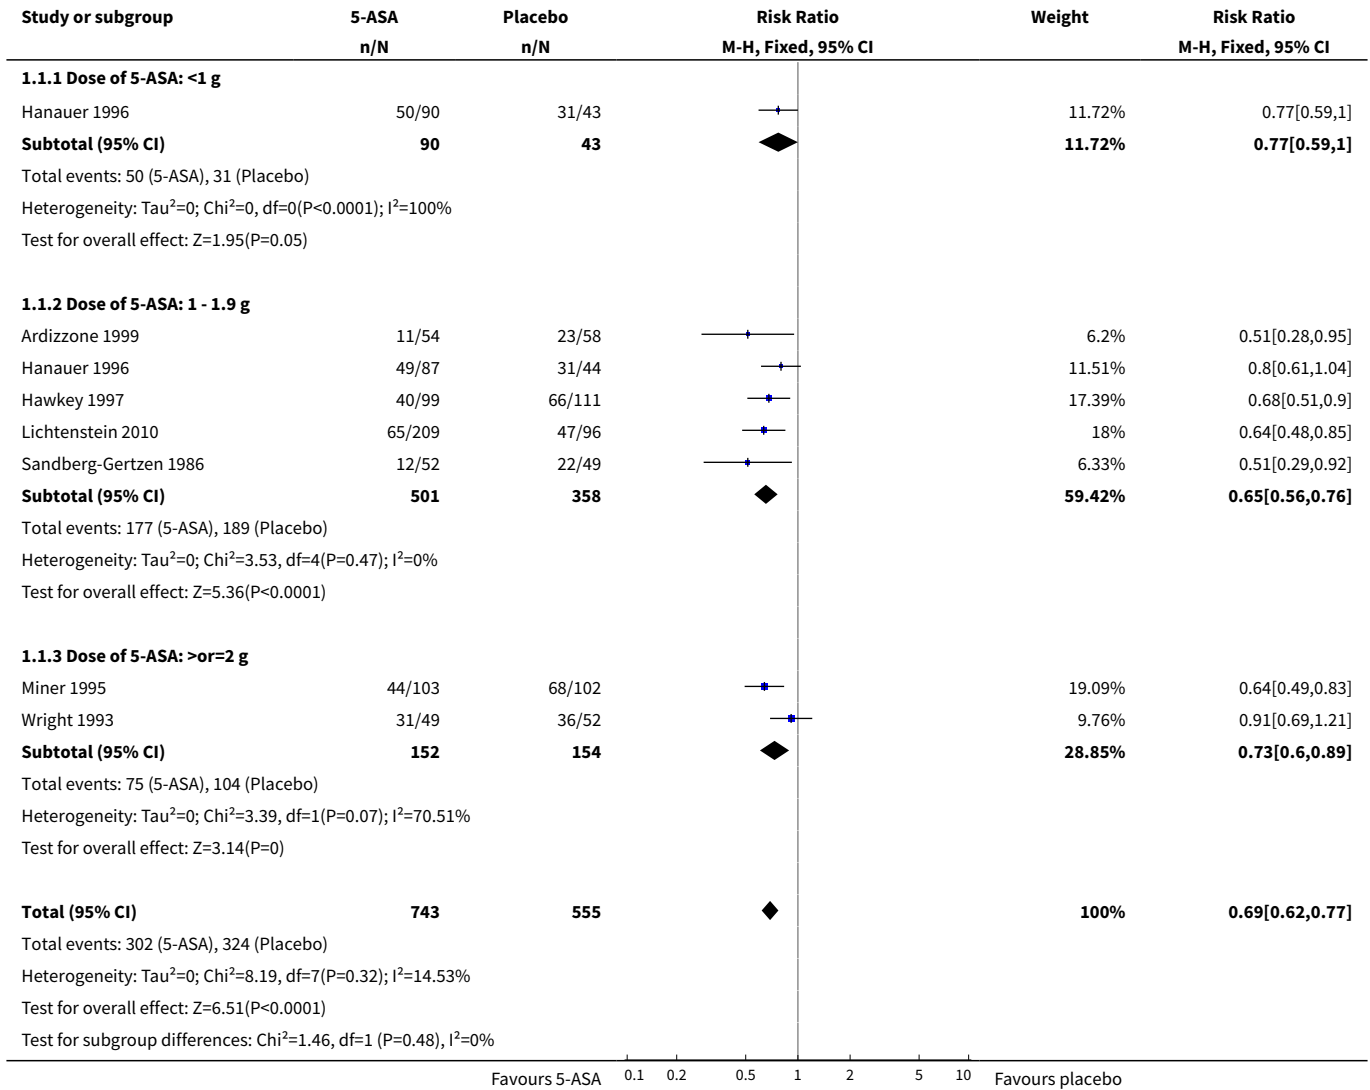 Study or subgroup 5-ASA Placebo Risk Ratio Weight Risk Ratio
n/N n/N M-H, Fixed, 95% CI M-H, Fixed, 95% CI
1.1.1 Dose of 5-ASA: <1 g
Hanauer 1996 50/90 31/43 11.72% 0.77[0.59,1]
Subtotal (95% CI) 90 43 11.72% 0.77[0.59,1]
Total events: 50 (5-ASA), 31 (Placebo)
Heterogeneity: Tau²=0; Chi²=0, df=0(P<0.0001); I²=100%
Test for overall effect: Z=1.95(P=0.05)
1.1.2 Dose of 5-ASA: 1 - 1.9 g
Ardizzone 1999 11/54 23/58 6.2% 0.51[0.28,0.95]
Hanauer 1996 49/87 31/44 11.51% 0.8[0.61,1.04]
Hawkey 1997 40/99 66/111 17.39% 0.68[0.51,0.9]
Lichtenstein 2010 65/209 47/96 18% 0.64[0.48,0.85]
Sandberg-Gertzen 1986 12/52 22/49 6.33% 0.51[0.29,0.92]
Subtotal (95% CI) 501 358 59.42% 0.65[0.56,0.76]
Total events: 177 (5-ASA), 189 (Placebo)
Heterogeneity: Tau²=0; Chi²=3.53, df=4(P=0.47); I²=0%
Test for overall effect: Z=5.36(P<0.0001)
1.1.3 Dose of 5-ASA: >or=2 g
Miner 1995 44/103 68/102 19.09% 0.64[0.49,0.83]
Wright 1993 31/49 36/52 9.76% 0.91[0.69,1.21]
Subtotal (95% CI) 152 154 28.85% 0.73[0.6,0.89]
Total events: 75 (5-ASA), 104 (Placebo)
Heterogeneity: Tau²=0; Chi²=3.39, df=1(P=0.07); I²=70.51%
Test for overall effect: Z=3.14(P=0)
Total (95% CI) 743 555 100% 0.69[0.62,0.77]
Total events: 302 (5-ASA), 324 (Placebo)
Heterogeneity: Tau²=0; Chi²=8.19, df=7(P=0.32); I²=14.53%
Test for overall effect: Z=6.51(P<0.0001)
Test for subgroup differences: Chi²=1.46, df=1 (P=0.48), I²=0%
Favours 5-ASA 0.1 0.2 0.5 1 2 5 10 Favours placebo